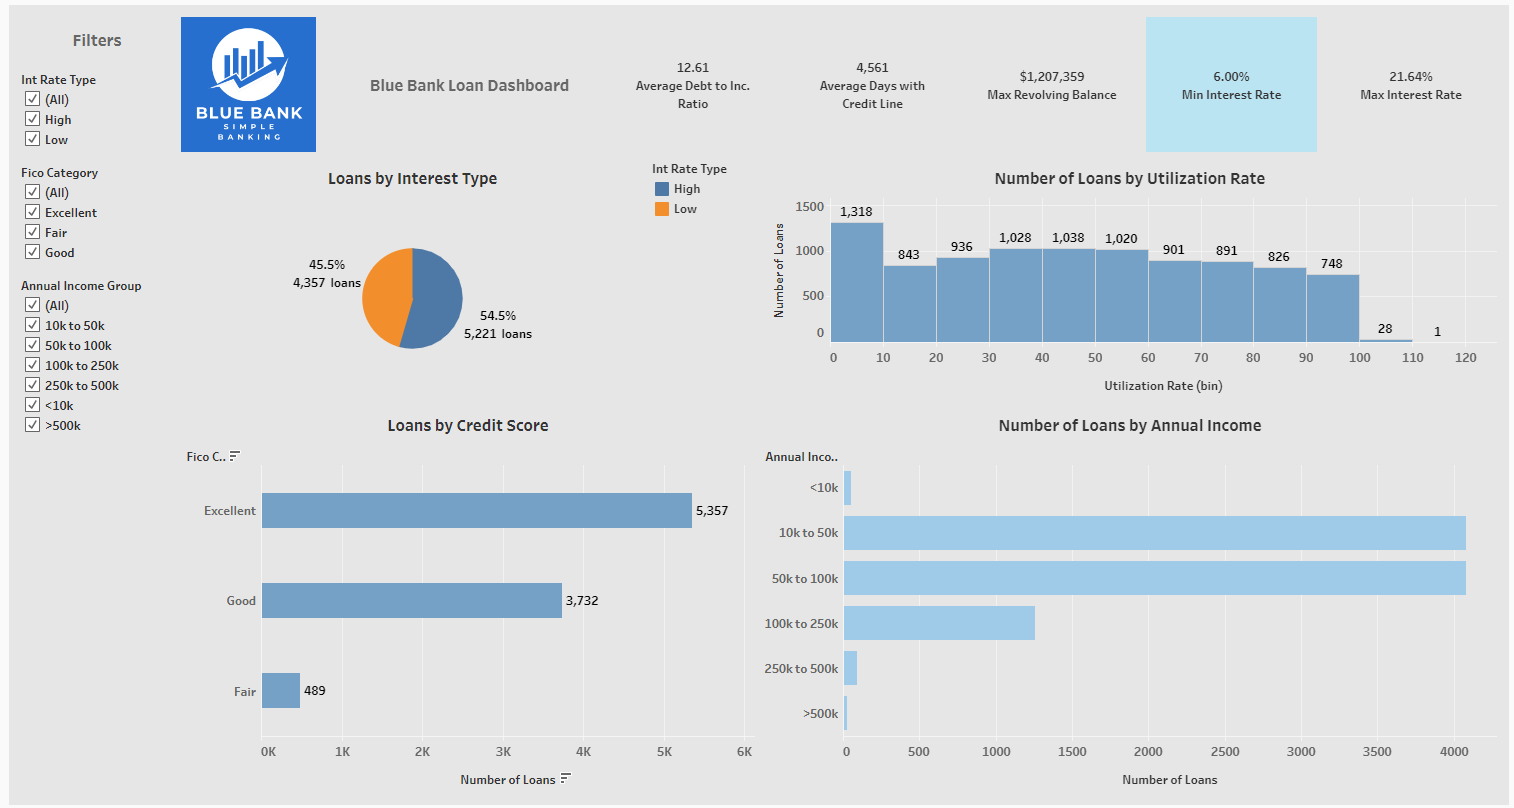 Filters
Int Rate Type
(All)
High
Low
Fico Category
(All)
Excellent
Fair
Good
Annual Income Group
(All)
10k to 50k
50k to 100k
100k to 250k
250k to 500k
<10k
>500k
BLUE BANK
SIMPLE
BANKING
Blue Bank Loan Dashboard
12.61
Average Debt to Inc.
Ratio
4,561
Average Days with
Credit Line
$1,207,359
Max Revolving Balance
6.00%
Min Interest Rate
21.64%
Max Interest Rate
Loans by Interest Type
45.5%
4,357 loans
54.5%
5,221 loans
Int Rate Type
High
Low
Number of Loans by Utilization Rate
Number of Loans
1500
1000
500
0
1,318
843
936
1,028
1,038
1,020
901
891
826
748
28
1
0 10 20 30 40 50 60 70 80 90 100 110 120
Utilization Rate (bin)
Loans by Credit Score
Fico C..
Excellent 5,357
Good 3,732
Fair 489
0K 1K 2K 3K 4K 5K 6K
Number of Loans
Number of Loans by Annual Income
Annual Inco..
<10k
10k to 50k
50k to 100k
100k to 250k
250k to 500k
>500k
0 500 1000 1500 2000 2500 3000 3500 4000
Number of Loans